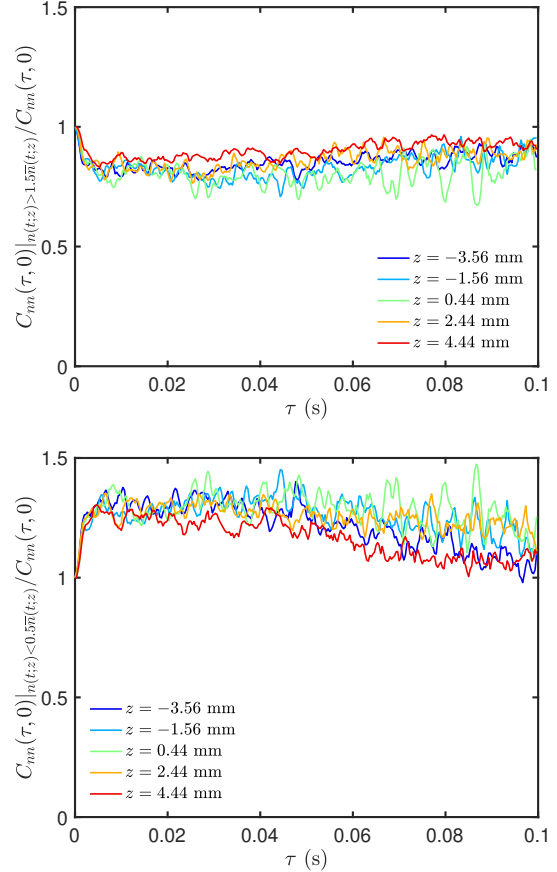 1.5
1
0.5
0
0 0.02 0.04 0.06 0.08 0.1
τ (s)
C_{nn}(τ, 0)|_{n(t;z)>1.5n̅(t;z)}/C_{nn}(τ, 0)
z = −3.56 mm
z = −1.56 mm
z = 0.44 mm
z = 2.44 mm
z = 4.44 mm
1.5
1
0.5
0
0 0.02 0.04 0.06 0.08 0.1
τ (s)
C_{nn}(τ, 0)|_{n(t;z)<0.5n̅(t;z)}/C_{nn}(τ, 0)
z = −3.56 mm
z = −1.56 mm
z = 0.44 mm
z = 2.44 mm
z = 4.44 mm